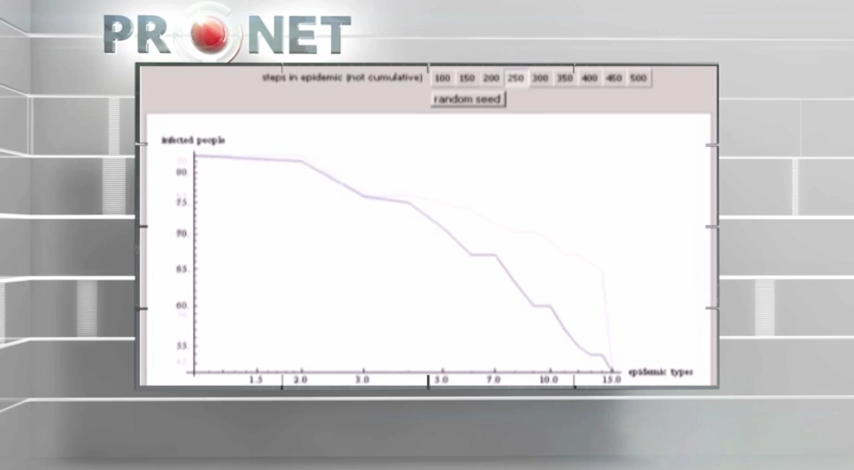 PRONET
steps in epidemic (not cumulative) 100 150 200 250 300 350 400 450 500
random seed
infected people
80.
75.
70.
65.
60.
55.
1.5 2.0 3.0 5.0 7.0 10.0 15.0 epidemic types